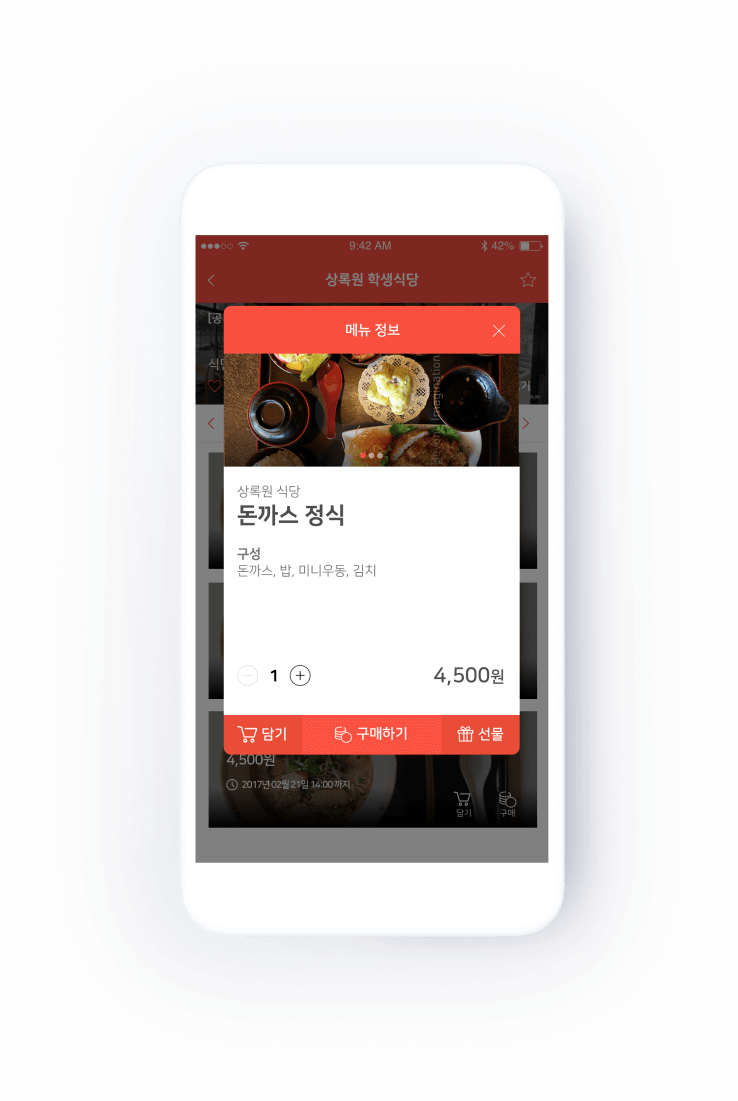 9:42 AM
42%
상록원 학생식당
메뉴 정보
Imagination
상록원 식당
돈까스 정식
구성
돈까스, 밥, 미니우동, 김치
1
4,500원
담기
구매하기
선물
4,500원
2017년 02월 21일 14:00 까지
담기
구매